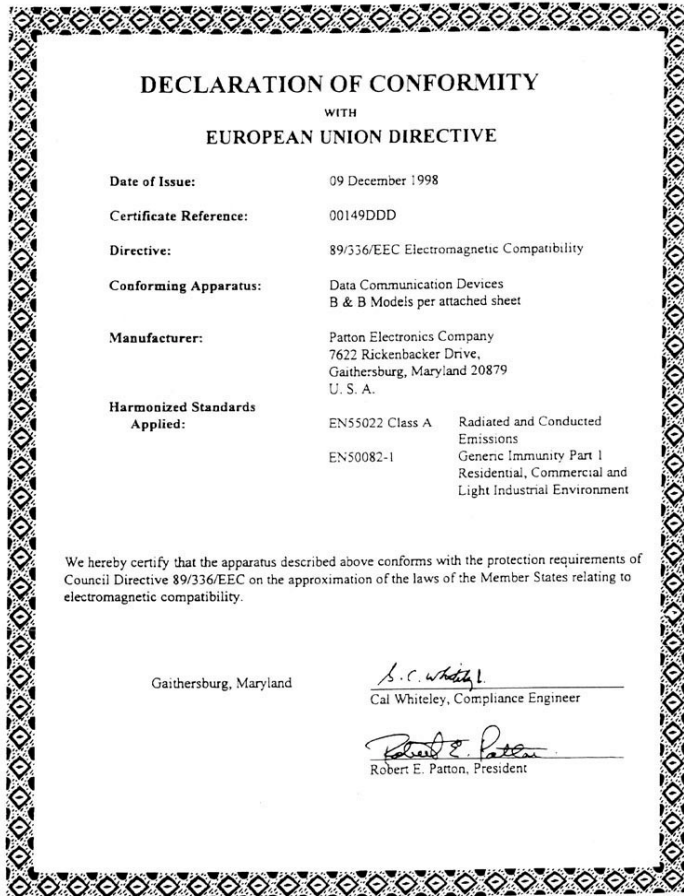 DECLARATION OF CONFORMITY
WITH
EUROPEAN UNION DIRECTIVE
Date of Issue: 09 December 1998
Certificate Reference: 00149DDD
Directive: 89/336/EEC Electromagnetic Compatibility
Conforming Apparatus: Data Communication Devices
B & B Models per attached sheet
Manufacturer: Patton Electronics Company
7622 Rickenbacker Drive,
Gaithersburg, Maryland 20879
U. S. A.
Harmonized Standards
Applied: EN55022 Class A Radiated and Conducted
Emissions
EN50082-1 Generic Immunity Part 1
Residential, Commercial and
Light Industrial Environment
We hereby certify that the apparatus described above conforms with the protection requirements of
Council Directive 89/336/EEC on the approximation of the laws of the Member States relating to
electromagnetic compatibility.
S. C. Whiteley
Gaithersburg, Maryland
Cal Whiteley, Compliance Engineer
Robert E. Patton
Robert E. Patton, President